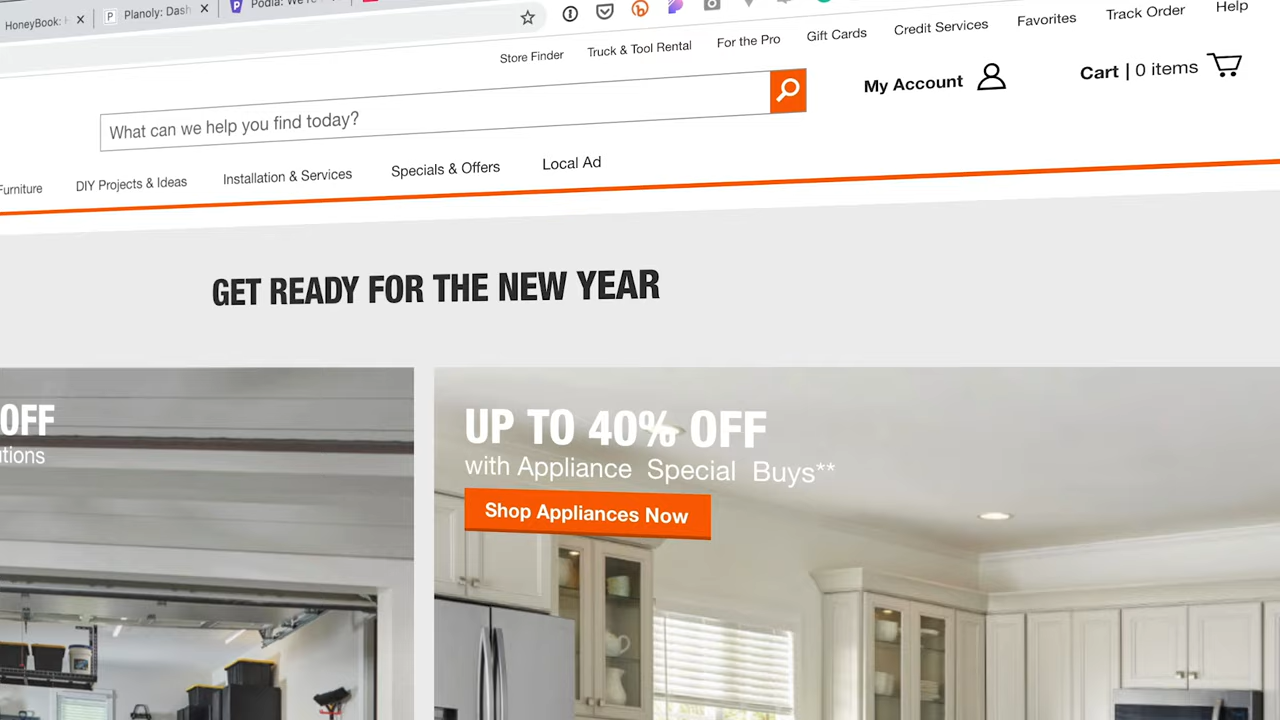 HoneyBook: H
Planoly: Dash
Podia: We're
Store Finder
Truck & Tool Rental
For the Pro
Gift Cards
Credit Services
Favorites
Track Order
Help
What can we help you find today?
My Account
Cart | 0 items
Furniture
DIY Projects & Ideas
Installation & Services
Specials & Offers
Local Ad
GET READY FOR THE NEW YEAR
OFF
UP TO 40% OFF
with Appliance Special Buys**
Shop Appliances Now